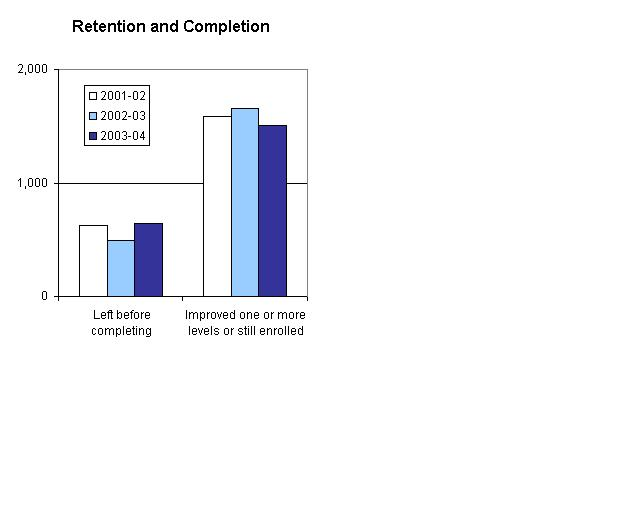 Retention and Completion
2,000
2001-02
2002-03
2003-04
1,000
0
Left before
completing
Improved one or more
levels or still enrolled